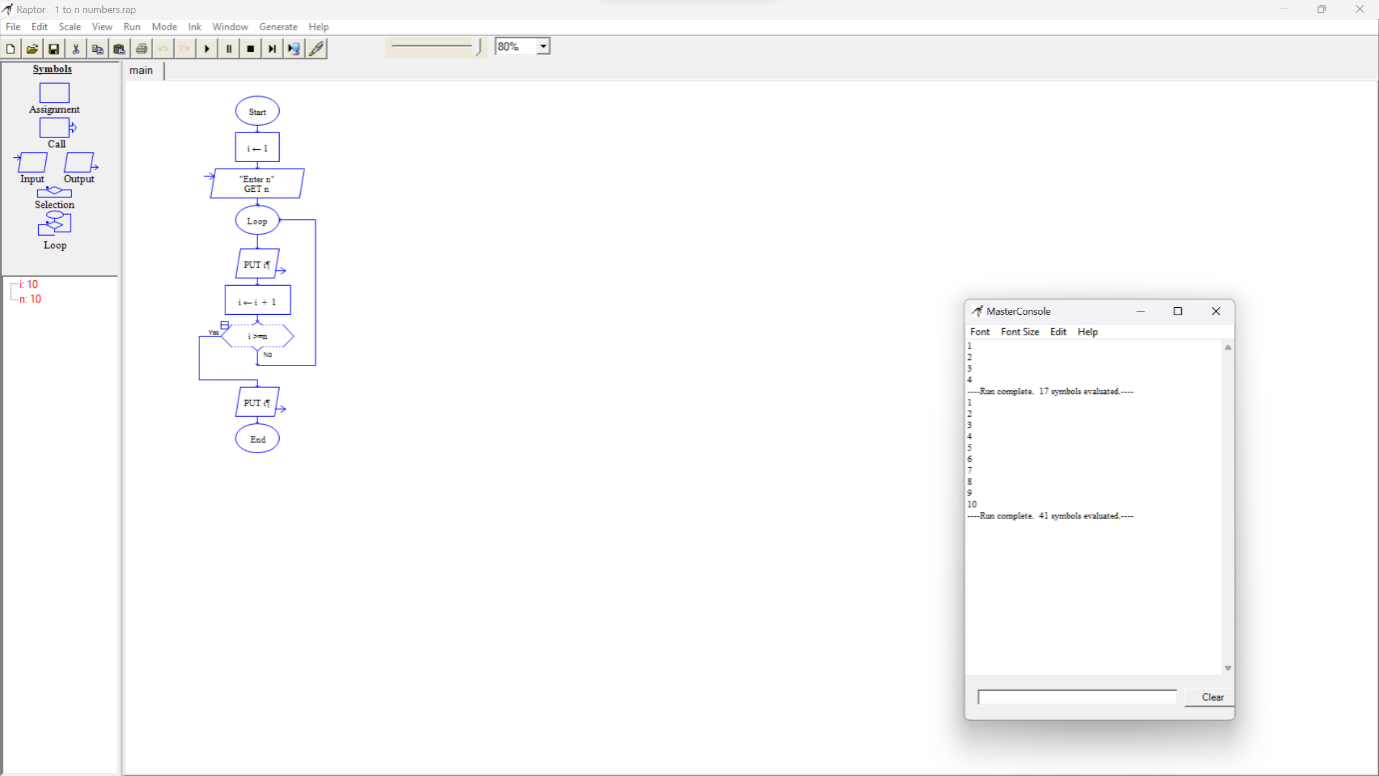 Raptor - 1 to n numbers.rap
File Edit Scale View Run Mode Ink Window Generate Help
80%
Symbols
Assignment
Call
Input Output
Selection
Loop
i: 10
n: 10
main
Start
i ← 1
"Enter n"
GET n
Loop
PUT i¶
i ← i + 1
Yes
i >=n
No
PUT i¶
End
MasterConsole
Font Font Size Edit Help
1
2
3
4
----Run complete. 17 symbols evaluated.----
1
2
3
4
5
6
7
8
9
10
----Run complete. 41 symbols evaluated.----
Clear